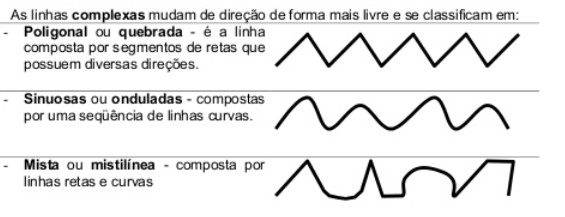 As linhas complexas mudam de direção de forma mais livre e se classificam em:
- Poligonal ou quebrada - é a linha
composta por segmentos de retas que
possuem diversas direções.
- Sinuosas ou onduladas - compostas
por uma seqüência de linhas curvas.
- Mista ou mistilínea - composta por
linhas retas e curvas